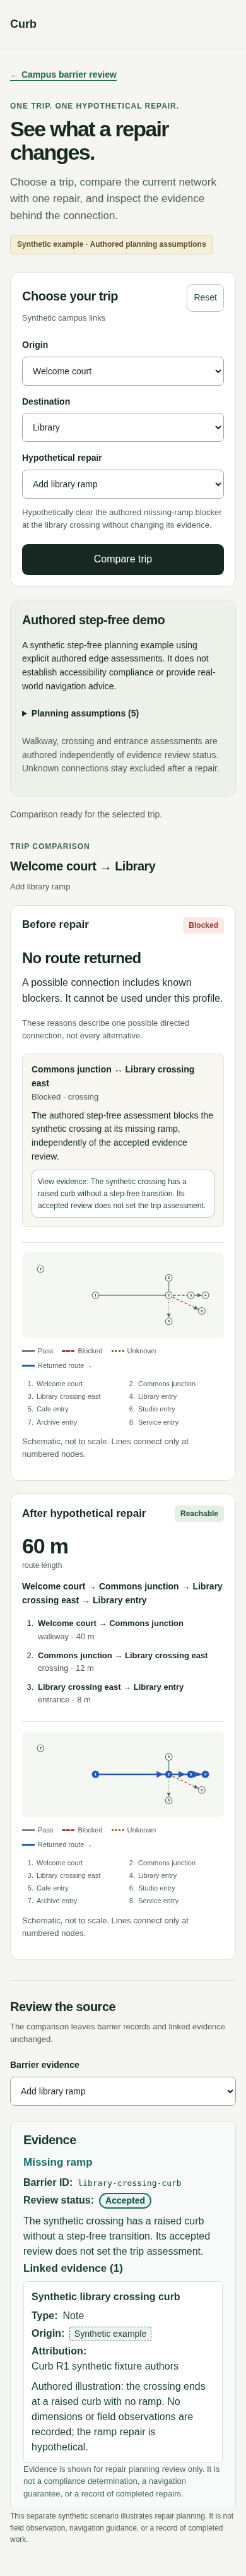 Curb
← Campus barrier review
ONE TRIP. ONE HYPOTHETICAL REPAIR.
See what a repair
changes.
Choose a trip, compare the current network
with one repair, and inspect the evidence
behind the connection.
Synthetic example · Authored planning assumptions
Choose your trip
Reset
Synthetic campus links
Origin
Welcome court
Destination
Library
Hypothetical repair
Add library ramp
Hypothetically clear the authored missing-ramp blocker
at the library crossing without changing its evidence.
Compare trip
Authored step-free demo
A synthetic step-free planning example using
explicit authored edge assessments. It does not
establish accessibility compliance or provide real-
world navigation advice.
▶ Planning assumptions (5)
Walkway, crossing and entrance assessments are
authored independently of evidence review status.
Unknown connections stay excluded after a repair.
Comparison ready for the selected trip.
TRIP COMPARISON
Welcome court → Library
Add library ramp
Before repair
Blocked
No route returned
A possible connection includes known
blockers. It cannot be used under this profile.
These reasons describe one possible directed
connection, not every alternative.
Commons junction ↔ Library crossing
east
Blocked · crossing
The authored step-free assessment blocks the
synthetic crossing at its missing ramp,
independently of the accepted evidence
review.
View evidence: The synthetic crossing has a
raised curb without a step-free transition. Its
accepted review does not set the trip assessment.
Pass Blocked Unknown
Returned route →
1. Welcome court 2. Commons junction
3. Library crossing east 4. Library entry
5. Cafe entry 6. Studio entry
7. Archive entry 8. Service entry
Schematic, not to scale. Lines connect only at
numbered nodes.
After hypothetical repair
Reachable
60 m
route length
Welcome court → Commons junction → Library
crossing east → Library entry
1. Welcome court → Commons junction
walkway · 40 m
2. Commons junction → Library crossing east
crossing · 12 m
3. Library crossing east → Library entry
entrance · 8 m
Pass Blocked Unknown
Returned route →
1. Welcome court 2. Commons junction
3. Library crossing east 4. Library entry
5. Cafe entry 6. Studio entry
7. Archive entry 8. Service entry
Schematic, not to scale. Lines connect only at
numbered nodes.
Review the source
The comparison leaves barrier records and linked evidence
unchanged.
Barrier evidence
Add library ramp
Evidence
Missing ramp
Barrier ID: library-crossing-curb
Review status: Accepted
The synthetic crossing has a raised curb
without a step-free transition. Its accepted
review does not set the trip assessment.
Linked evidence (1)
Synthetic library crossing curb
Type: Note
Origin: Synthetic example
Attribution:
Curb R1 synthetic fixture authors
Authored illustration: the crossing ends
at a raised curb with no ramp. No
dimensions or field observations are
recorded; the ramp repair is
hypothetical.
Evidence is shown for repair planning review only. It is
not a compliance determination, a navigation
guarantee, or a record of completed repairs.
This separate synthetic scenario illustrates repair planning. It is not
field observation, navigation guidance, or a record of completed
work.